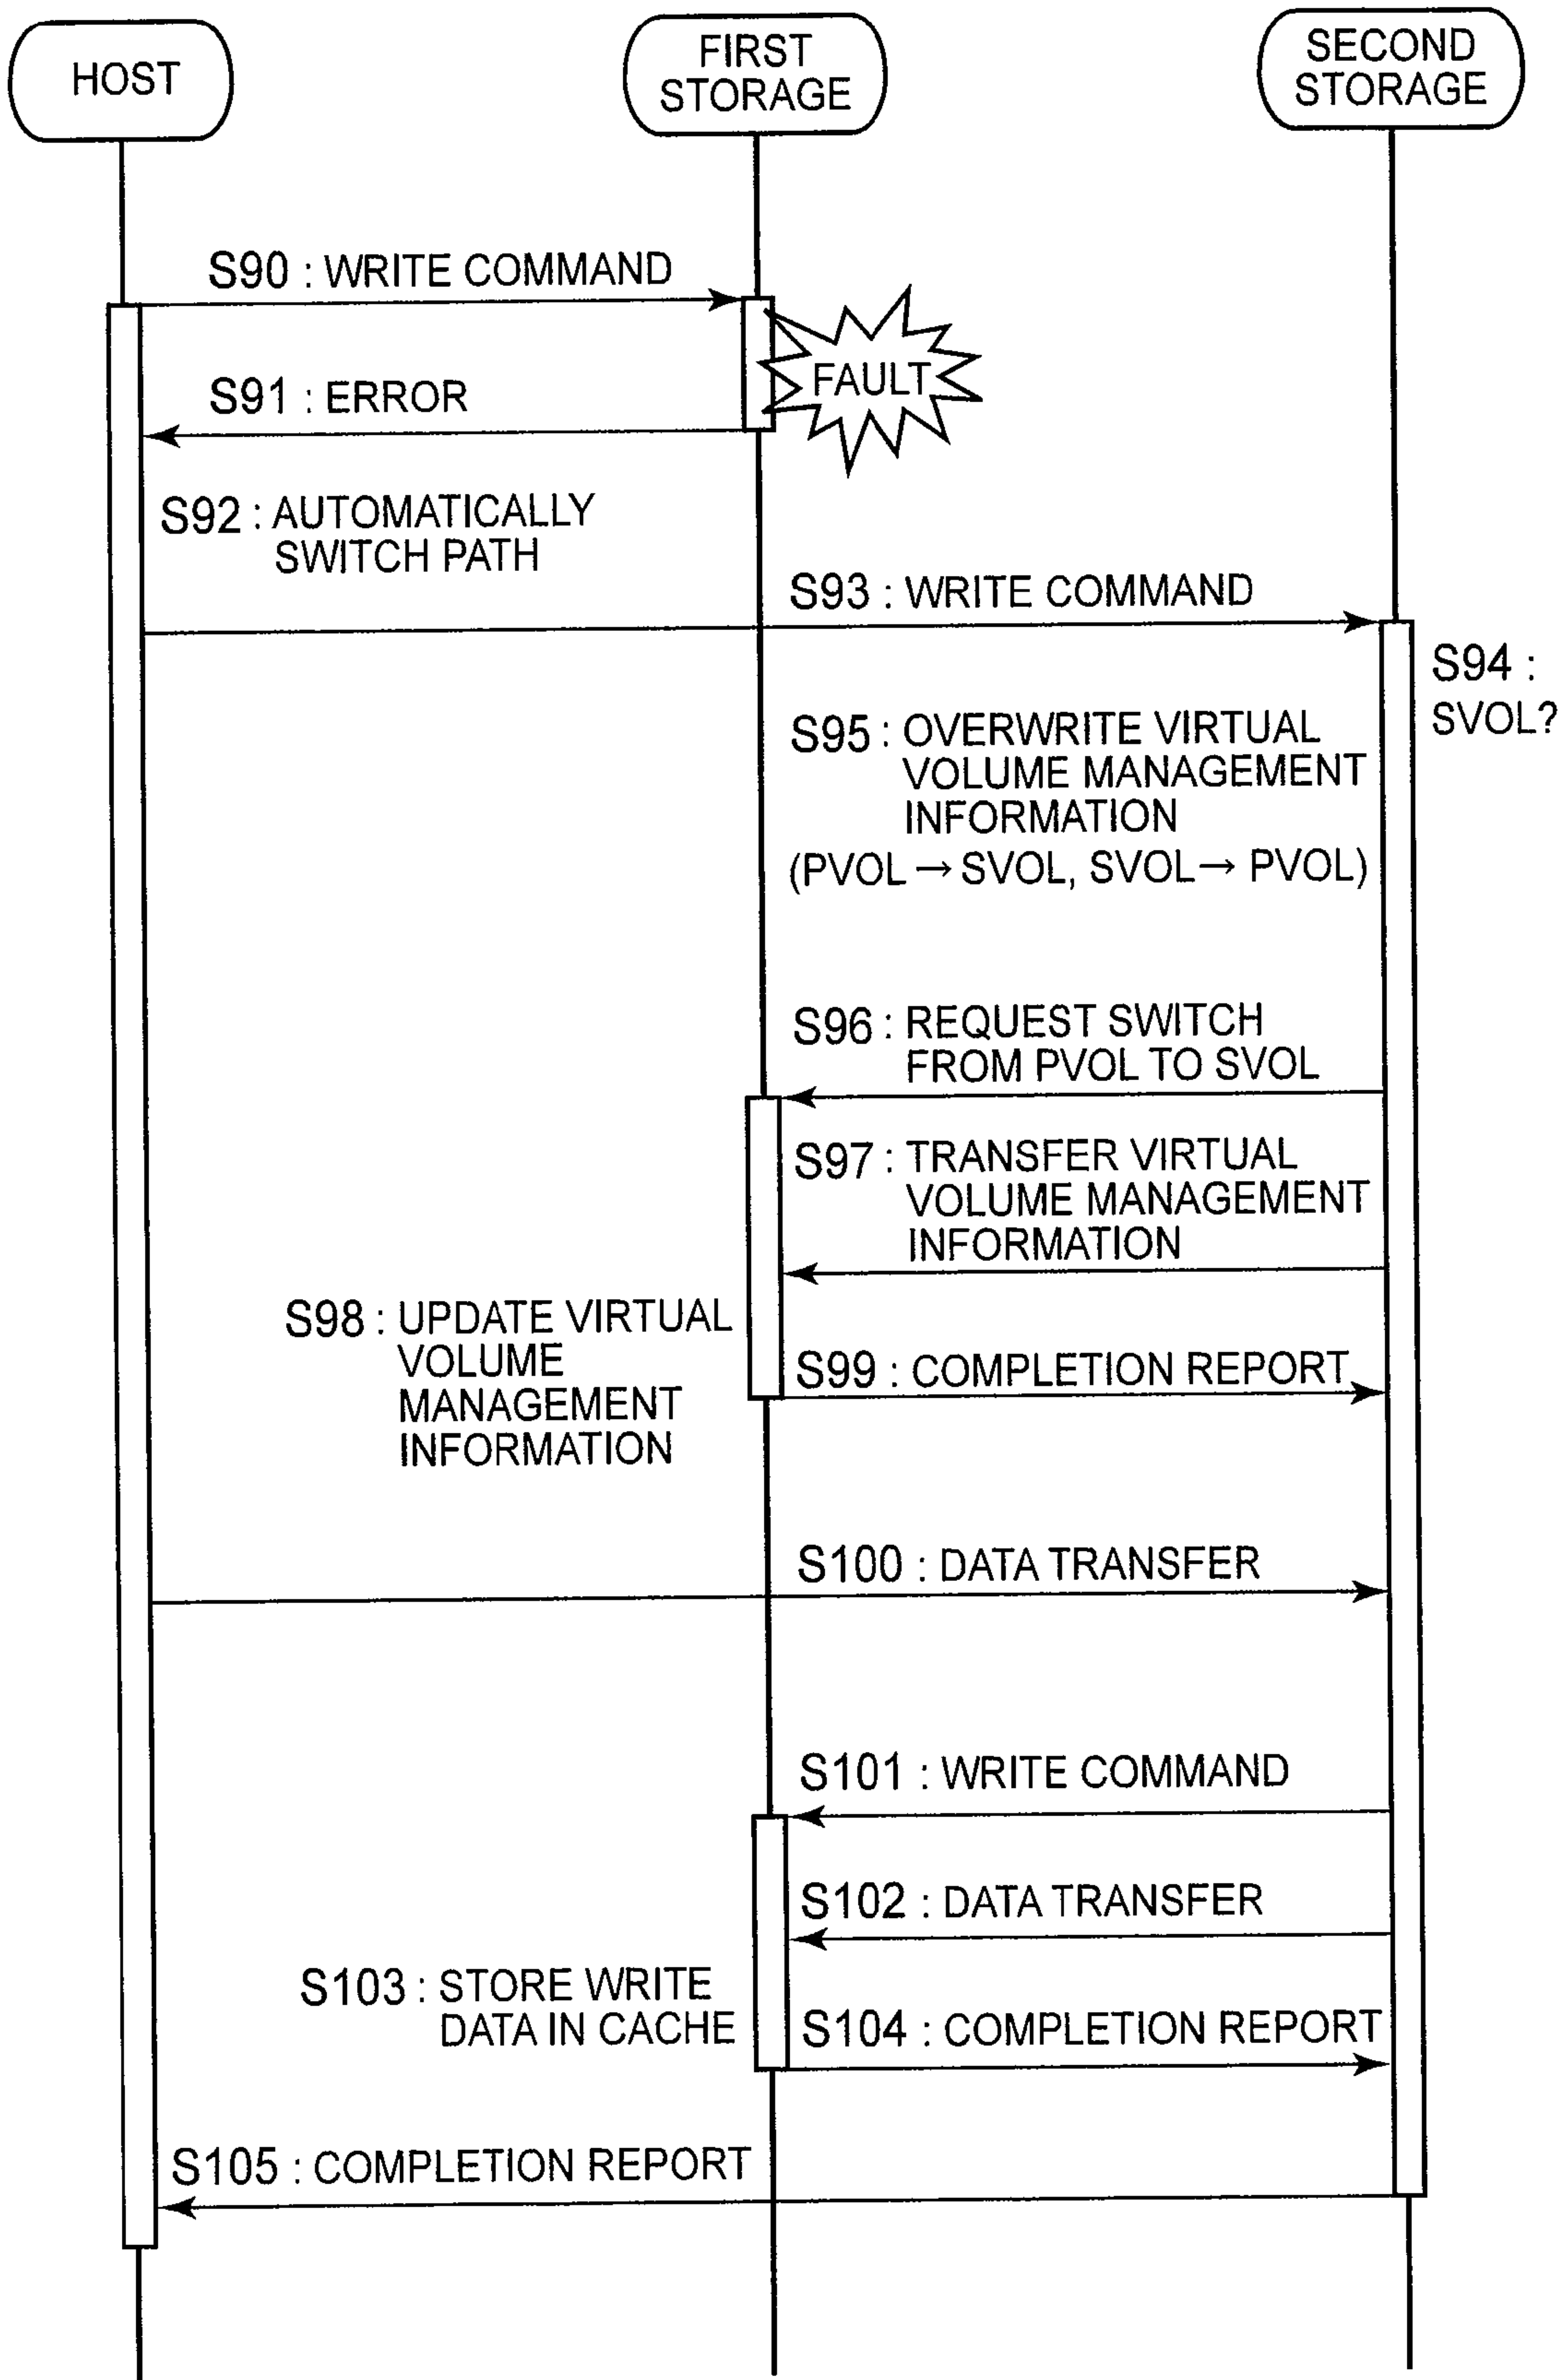 HOST
FIRST
STORAGE
SECOND
STORAGE
S90 : WRITE COMMAND
FAULT
S91 : ERROR
S92 : AUTOMATICALLY
SWITCH PATH
S93 : WRITE COMMAND
S94 :
SVOL?
S95 : OVERWRITE VIRTUAL
VOLUME MANAGEMENT
INFORMATION
(PVOL → SVOL, SVOL → PVOL)
S96 : REQUEST SWITCH
FROM PVOL TO SVOL
S97 : TRANSFER VIRTUAL
VOLUME MANAGEMENT
INFORMATION
S98 : UPDATE VIRTUAL
VOLUME
MANAGEMENT
INFORMATION
S99 : COMPLETION REPORT
S100 : DATA TRANSFER
S101 : WRITE COMMAND
S102 : DATA TRANSFER
S103 : STORE WRITE
DATA IN CACHE
S104 : COMPLETION REPORT
S105 : COMPLETION REPORT